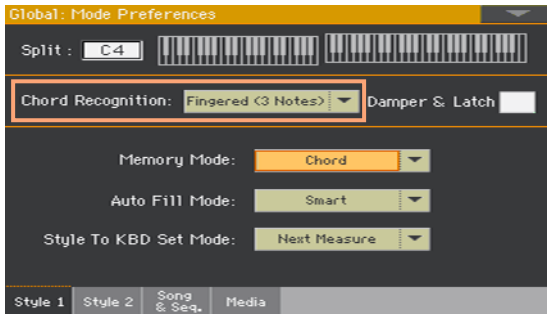 Global: Mode Preferences
Split : C4
Chord Recognition: Fingered (3 Notes) Damper & Latch
Memory Mode: Chord
Auto Fill Mode: Smart
Style To KBD Set Mode: Next Measure
Style 1 Style 2 Song & Seq. Media